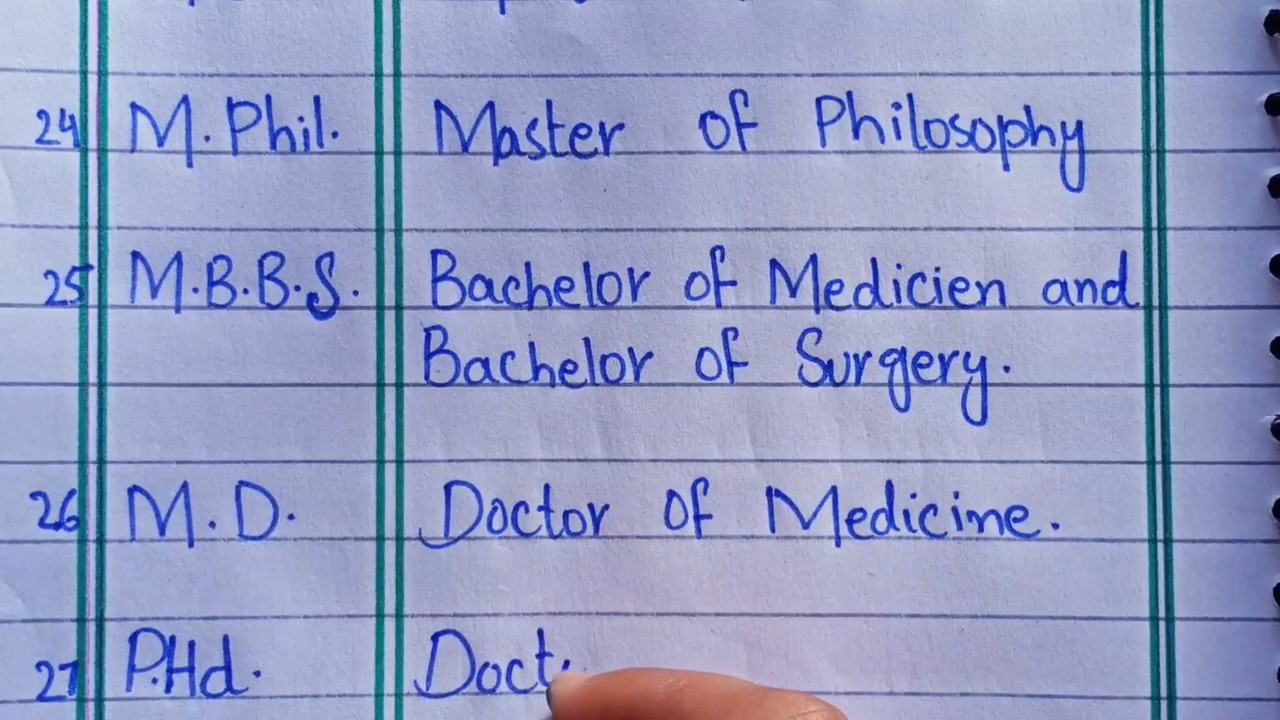 24 M.Phil. Master of Philosophy
25 M.B.B.S. Bachelor of Medicien and
Bachelor of Surgery.
26 M.D. Doctor of Medicine.
27 P.Hd. Doct